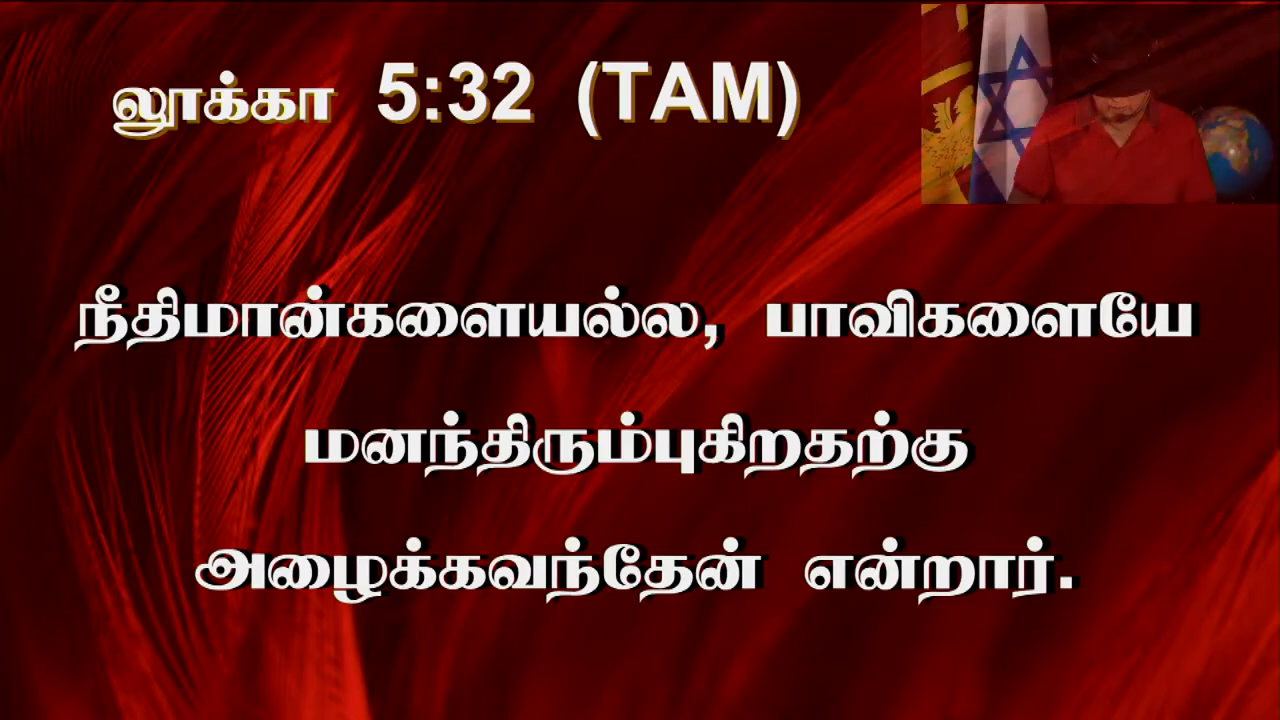 லூக்கா 5:32 (TAM)
நீதிமான்களையல்ல, பாவிகளையே
மனந்திரும்புகிறதற்கு
அழைக்கவந்தேன் என்றார்.